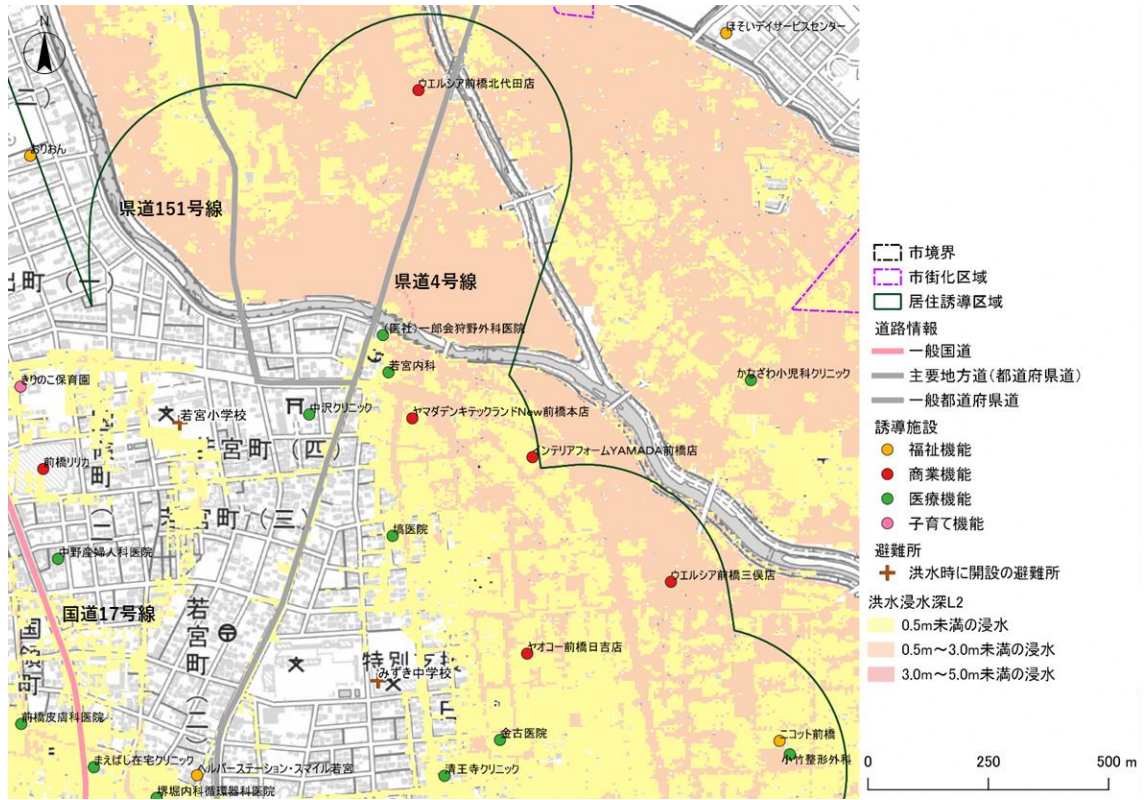 N
ほそいデイサービスセンター
ウエルシア前橋北代田店
おりおん
県道151号線
県道4号線
(医社)一郎会狩野外科医院
若宮内科
かなざわ小児科クリニック
きりのこ保育園
若宮小学校
中沢クリニック
ヤマダデンキテックランドNew前橋本店
前橋リリカ
インテリアフォームYAMADA前橋店
中野産婦人科医院
塙医院
国道17号線
ウエルシア前橋三俣店
若宮町(二)
ヤオコー前橋日吉店
みずき中学校
前橋皮膚科医院
金古医院
ニコット前橋
小竹整形外科
まえばし在宅クリニック
ヘルパーステーション・スマイル若宮
清王寺クリニック
堺堀内科循環器科医院
市境界
市街化区域
居住誘導区域
道路情報
一般国道
主要地方道(都道府県道)
一般都道府県道
誘導施設
福祉機能
商業機能
医療機能
子育て機能
避難所
洪水時に開設の避難所
洪水浸水深L2
0.5m未満の浸水
0.5m~3.0m未満の浸水
3.0m~5.0m未満の浸水
0 250 500 m